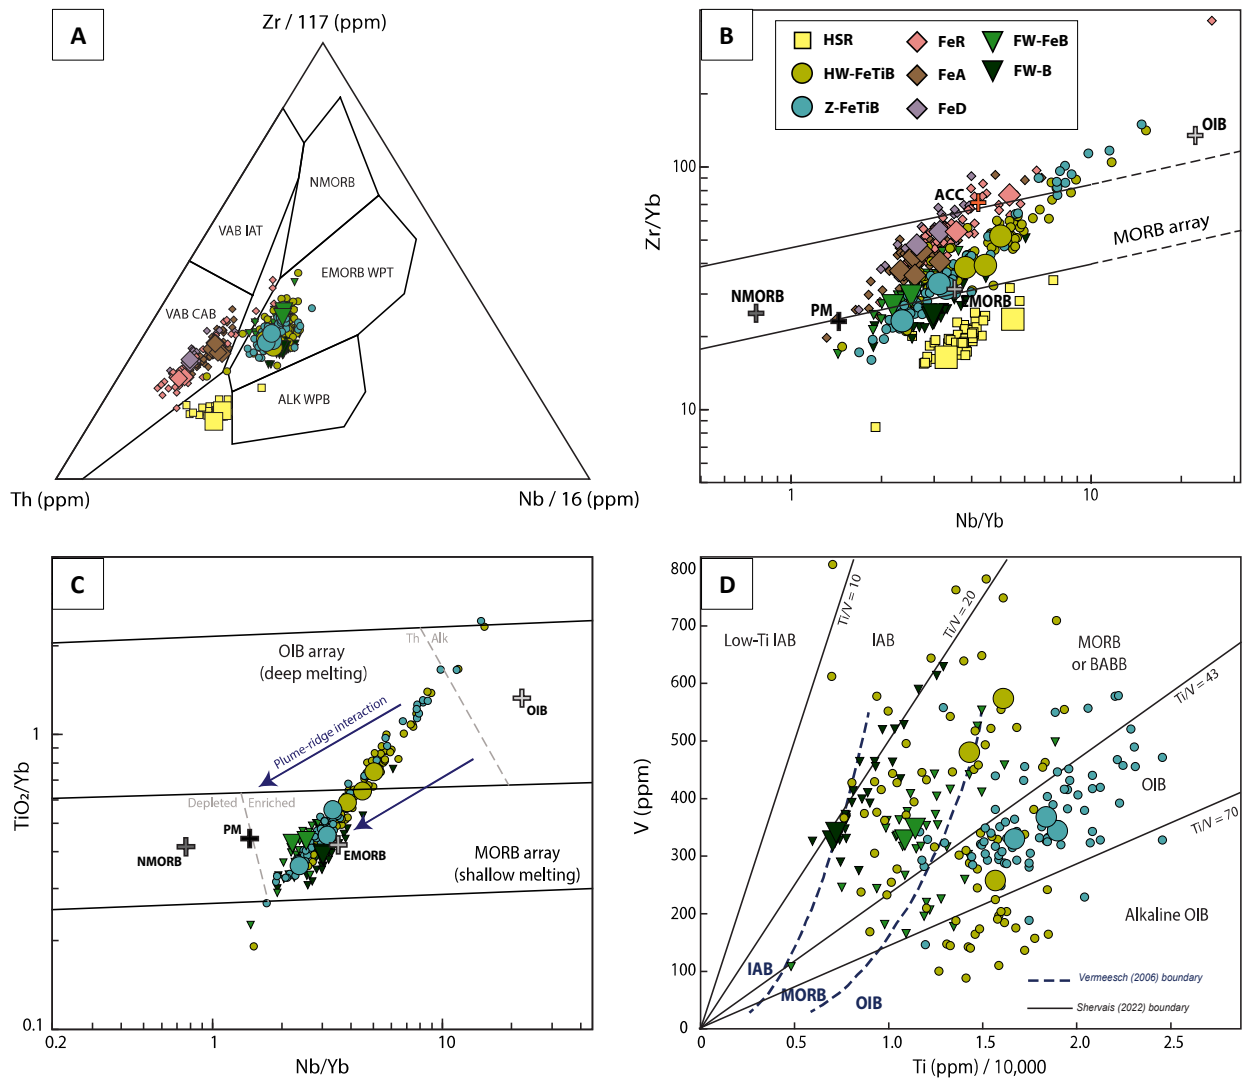 A
Zr / 117 (ppm)
NMORB
VAB IAT
EMORB WPT
VAB CAB
ALK WPB
Th (ppm)
Nb / 16 (ppm)
B
HSR
FeR
FW-FeB
HW-FeTiB
FeA
FW-B
Z-FeTiB
FeD
OIB
ACC
MORB array
NMORB
PM
EMORB
Zr/Yb
200
100
10
1
10
Nb/Yb
C
Th
Alk
OIB array
(deep melting)
OIB
Plume-ridge interaction
Depleted
Enriched
PM
NMORB
EMORB
MORB array
(shallow melting)
TiO₂/Yb
1
0.1
0.2
1
10
Nb/Yb
D
Ti/V = 10
Ti/V = 20
Low-Ti IAB
IAB
MORB
or BABB
Ti/V = 43
OIB
Ti/V = 70
Alkaline OIB
IAB
MORB
OIB
Vermeesch (2006) boundary
Shervais (2022) boundary
V (ppm)
800
700
600
500
400
300
200
100
0
0
0.5
1.0
1.5
2.0
2.5
Ti (ppm) / 10,000